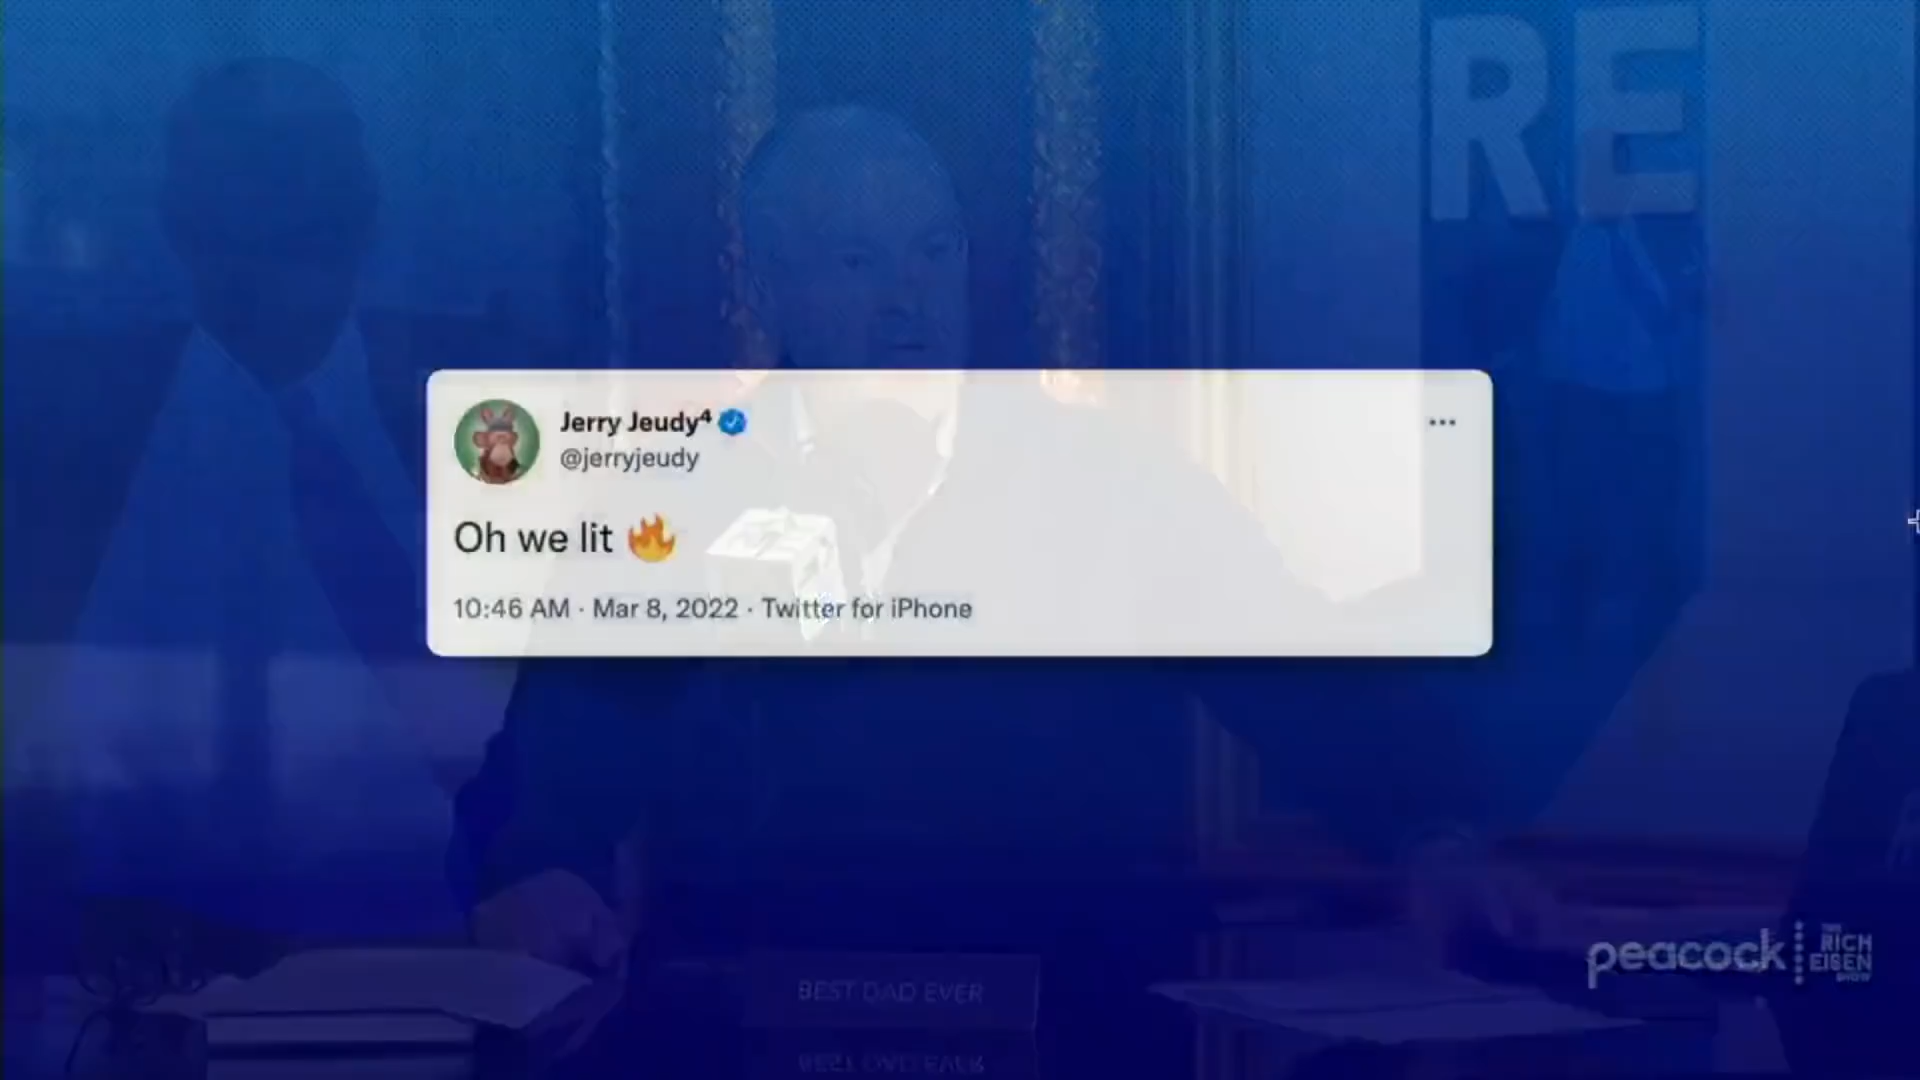 RE
Jerry Jeudy⁴
@jerryjeudy
Oh we lit 🔥
10:46 AM · Mar 8, 2022 · Twitter for iPhone
peacock
THE
RICH
EISEN
SHOW
BEST DAD EVER